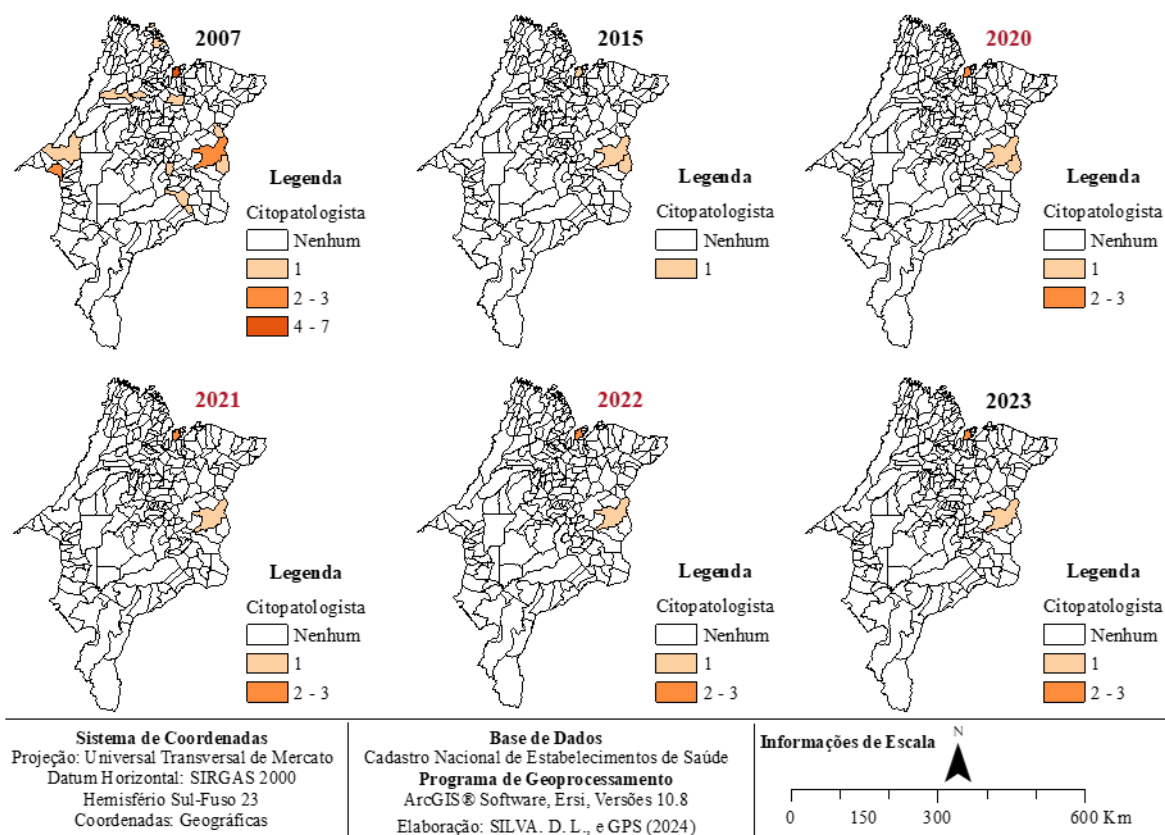 2007
Legenda
Citopatologista
Nenhum
1
2 - 3
4 - 7
2015
Legenda
Citopatologista
Nenhum
1
2020
Legenda
Citopatologista
Nenhum
1
2 - 3
2021
Legenda
Citopatologista
Nenhum
1
2 - 3
2022
Legenda
Citopatologista
Nenhum
1
2 - 3
2023
Legenda
Citopatologista
Nenhum
1
2 - 3
Sistema de Coordenadas
Projeção: Universal Transversal de Mercato
Datum Horizontal: SIRGAS 2000
Hemisfério Sul-Fuso 23
Coordenadas: Geográficas
Base de Dados
Cadastro Nacional de Estabelecimentos de Saúde
Programa de Geoprocessamento
ArcGIS® Software, Ersi, Versões 10.8
Elaboração: SILVA. D. L., e GPS (2024)
Informações de Escala
N
0 150 300 600 Km